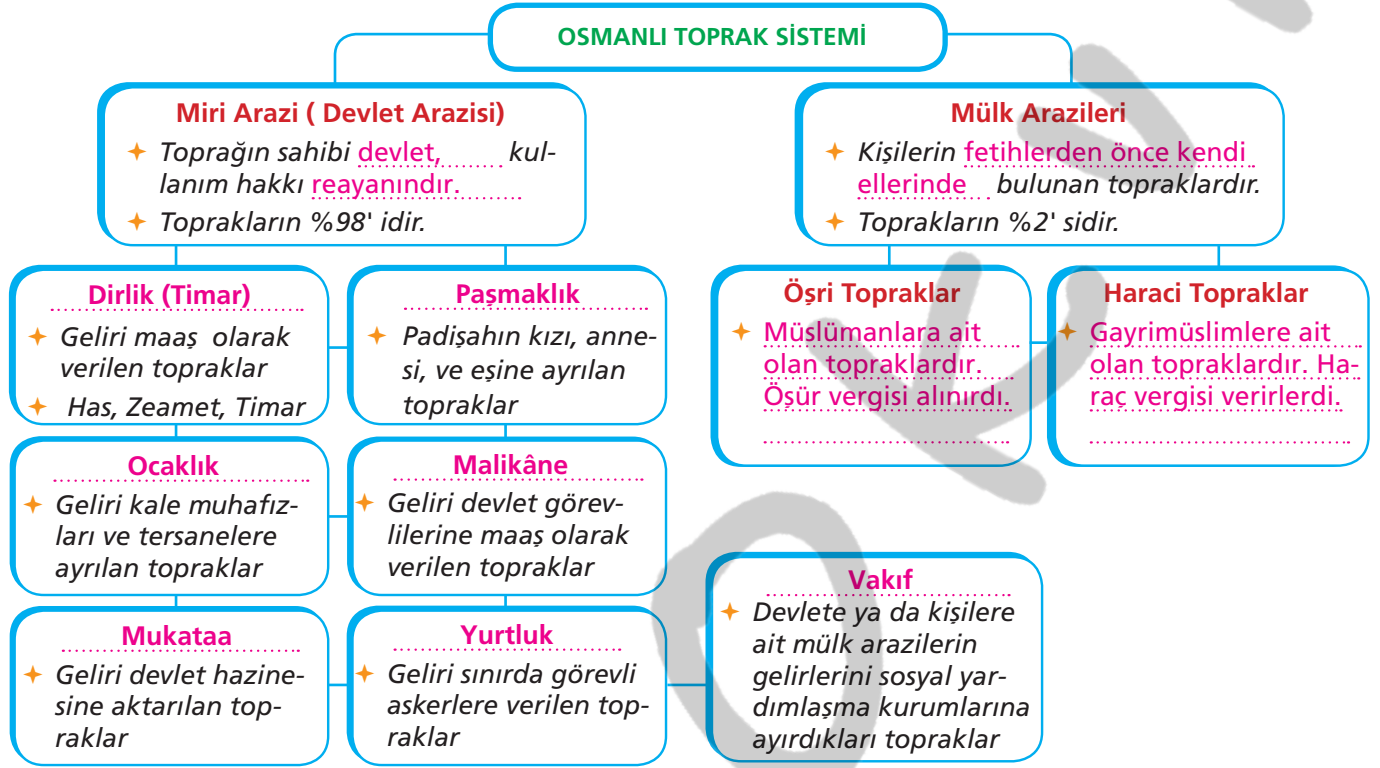 OSMANLI TOPRAK SİSTEMİ
Miri Arazi ( Devlet Arazisi)
Toprağın sahibi devlet, kul-
lanım hakkı reayanındır.
Toprakların %98' idir.
Mülk Arazileri
Kişilerin fetihlerden önce kendi
ellerinde bulunan topraklardır.
Toprakların %2' sidir.
Dirlik (Timar)
Geliri maaş olarak
verilen topraklar
Has, Zeamet, Timar
Paşmaklık
Padişahın kızı, anne-
si, ve eşine ayrılan
topraklar
Öşri Topraklar
Müslümanlara ait
olan topraklardır.
Öşür vergisi alınırdı.
Haraci Topraklar
Gayrimüslimlere ait
olan topraklardır. Ha-
raç vergisi verirlerdi.
Ocaklık
Geliri kale muhafız-
ları ve tersanelere
ayrılan topraklar
Malikâne
Geliri devlet görev-
lilerine maaş olarak
verilen topraklar
Mukataa
Geliri devlet hazine-
sine aktarılan top-
raklar
Yurtluk
Geliri sınırda görevli
askerlere verilen top-
raklar
Vakıf
Devlete ya da kişilere
ait mülk arazilerin
gelirlerini sosyal yar-
dımlaşma kurumlarına
ayırdıkları topraklar